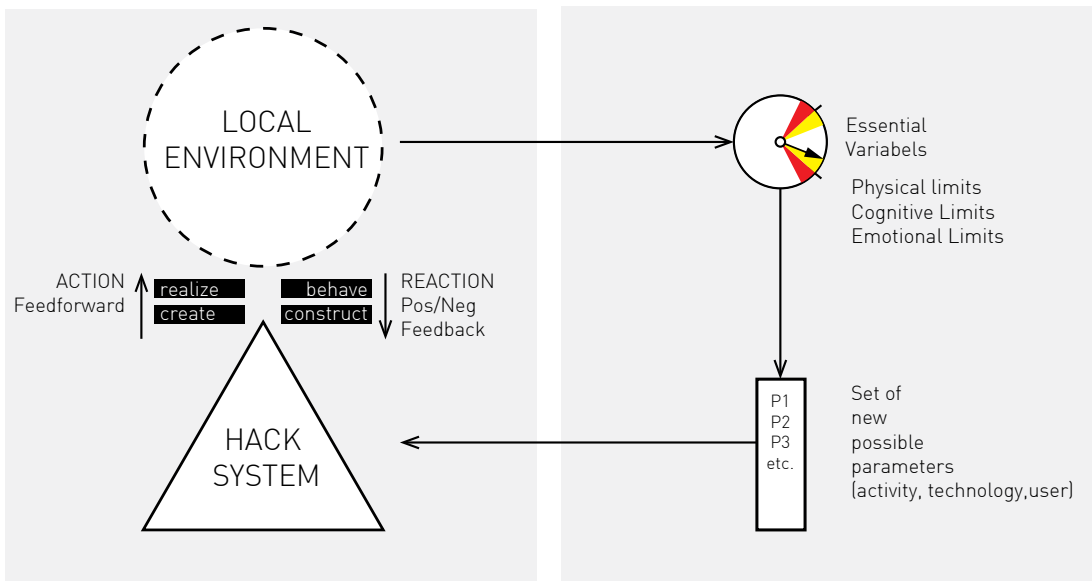 LOCAL
ENVIRONMENT
ACTION
Feedforward
realize
create
behave
construct
REACTION
Pos/Neg
Feedback
HACK
SYSTEM
Essential
Variabels
Physical limits
Cognitive Limits
Emotional Limits
P1
P2
P3
etc.
Set of
new
possible
parameters
(activity, technology,user)